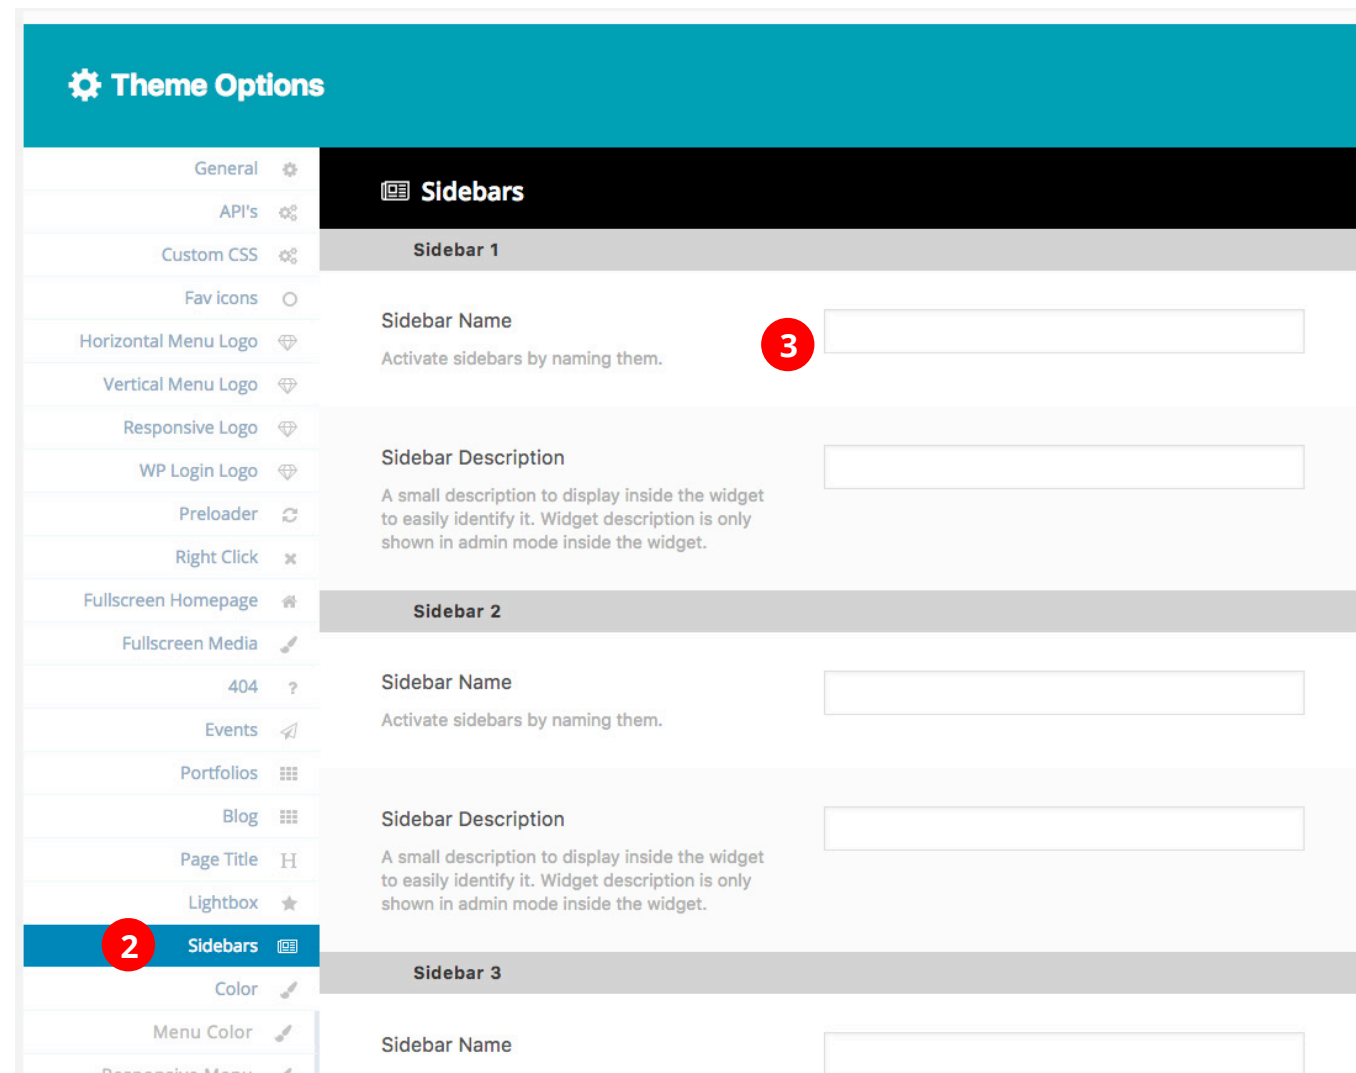 Theme Options
General
API's
Custom CSS
Fav icons
Horizontal Menu Logo
Vertical Menu Logo
Responsive Logo
WP Login Logo
Preloader
Right Click
Fullscreen Homepage
Fullscreen Media
404
?
Events
Portfolios
Blog
Page Title H
Lightbox
2 Sidebars
Color
Menu Color
Responsive Menu
Sidebars
Sidebar 1
Sidebar Name
Activate sidebars by naming them.
3
Sidebar Description
A small description to display inside the widget
to easily identify it. Widget description is only
shown in admin mode inside the widget.
Sidebar 2
Sidebar Name
Activate sidebars by naming them.
Sidebar Description
A small description to display inside the widget
to easily identify it. Widget description is only
shown in admin mode inside the widget.
Sidebar 3
Sidebar Name